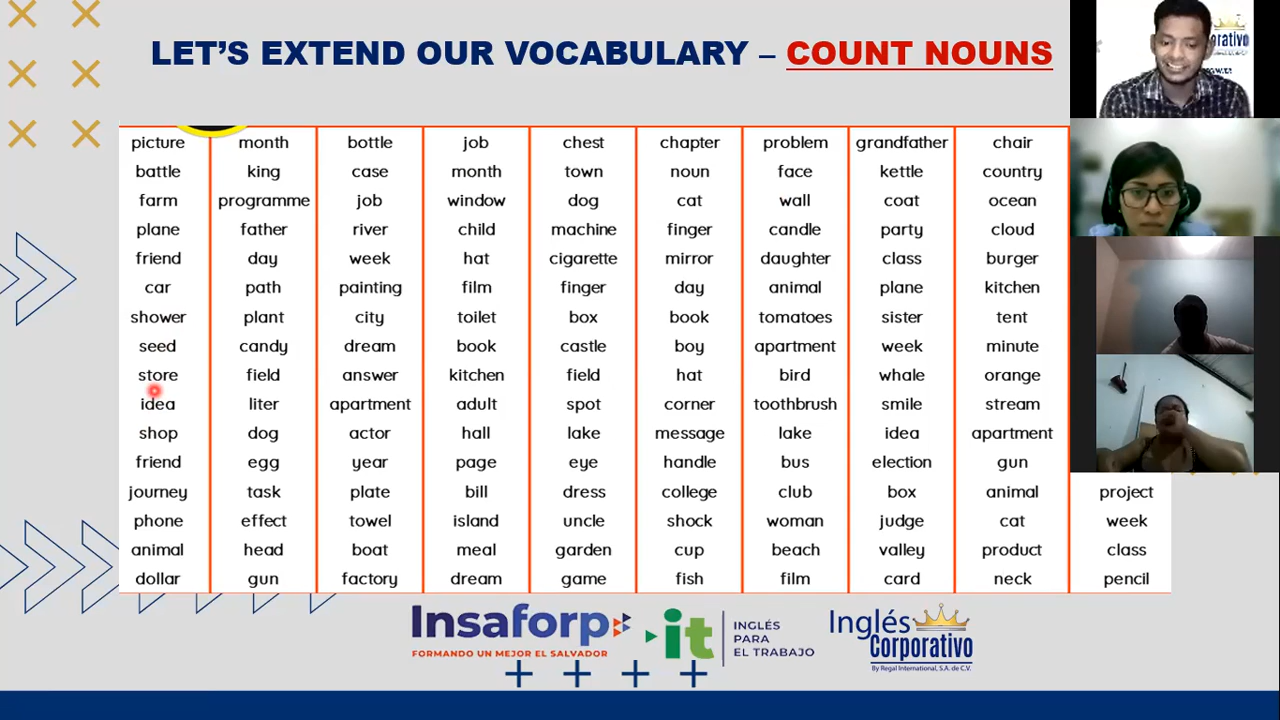 LET'S EXTEND OUR VOCABULARY – COUNT NOUNS
picture month bottle job chest chapter problem grandfather chair
battle king case month town noun face kettle country
farm programme job window dog cat wall coat ocean
plane father river child machine finger candle party cloud
friend day week hat cigarette mirror daughter class burger
car path painting film finger day animal plane kitchen
shower plant city toilet box book tomatoes sister tent
seed candy dream book castle boy apartment week minute
store field answer kitchen field hat bird whale orange
idea liter apartment adult spot corner toothbrush smile stream
shop dog actor hall lake message lake idea apartment
friend egg year page eye handle bus election gun
journey task plate bill dress college club box animal project
phone effect towel island uncle shock woman judge cat week
animal head boat meal garden cup beach valley product class
dollar gun factory dream game fish film card neck pencil
Insaforp
FORMANDO UN MEJOR EL SALVADOR
it
INGLÉS
PARA
EL TRABAJO
Inglés
Corporativo
By Regal International, S.A. de C.V.